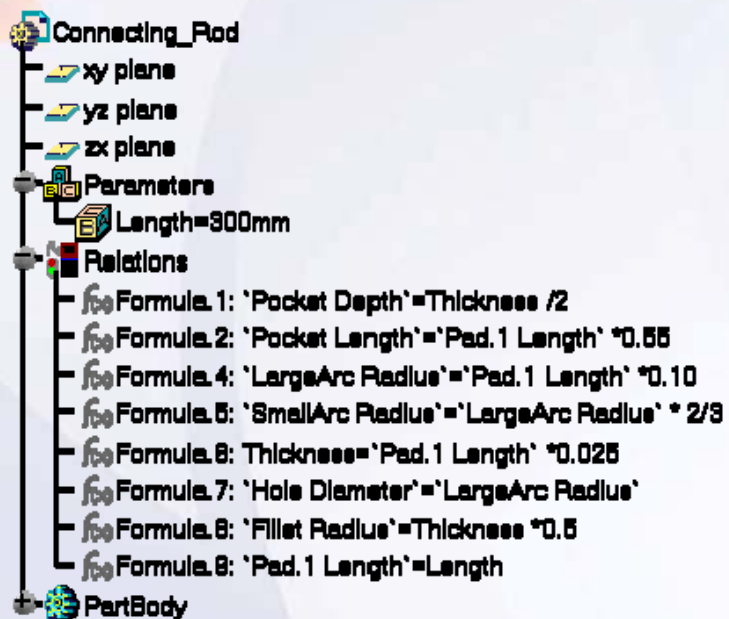 Connecting_Rod
xy plane
yz plane
zx plane
Parameters
Length=300mm
Relations
Formula.1: `Pocket Depth`=Thickness /2
Formula.2: `Pocket Length`=`Pad.1 Length` *0.55
Formula.4: `LargeArc Radius`=`Pad.1 Length` *0.10
Formula.5: `SmallArc Radius`=`LargeArc Radius` * 2/3
Formula.6: Thickness=`Pad.1 Length` *0.025
Formula.7: `Hole Diameter`=`LargeArc Radius`
Formula.8: `Fillet Radius`=Thickness *0.5
Formula.9: `Pad.1 Length`=Length
PartBody